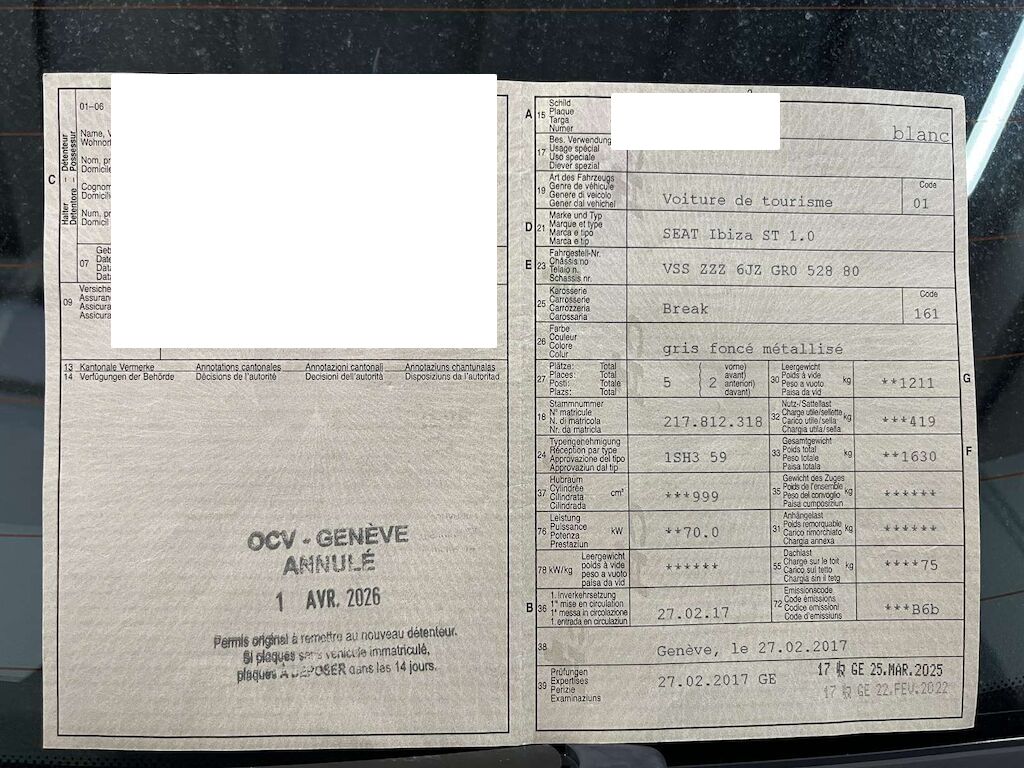 01–06
Halter – Détenteur
Detentore – Possessur
Name, V
Wohnor
Nom, pr
Domicile
Cognom
Domicili
Num, pr
Domicil
C
07
Geb
Date
Data
Data
09
Versiche
Assuran
Assicura
Assicura
13 Kantonale Vermerke Annotations cantonales Annotazioni cantonali Annotaziuns chantunalas
14 Verfügungen der Behörde Décisions de l'autorité Decisioni dell'autorità Disposiziuns da l'autoritad
OCV - GENÈVE
ANNULÉ
1 AVR. 2026
Permis original à remettre au nouveau détenteur.
Si plaques sans véhicule immatriculé,
plaques A DÉPOSER dans les 14 jours.
A 15
Schild
Plaque
Targa
Numer
blanc
17
Bes. Verwendung
Usage spécial
Uso speciale
Diever spezial
19
Art des Fahrzeugs
Genre de véhicule
Genere di veicolo
Gener dal vehichel
Voiture de tourisme
Code
01
D 21
Marke und Typ
Marque et type
Marca e tipo
Marca e tip
SEAT Ibiza ST 1.0
E 23
Fahrgestell-Nr.
Châssis no
Telaio n.
Schassis nr.
VSS ZZZ 6JZ GR0 528 80
25
Karosserie
Carrosserie
Carrozzeria
Carossaria
Break
Code
161
26
Farbe
Couleur
Colore
Colur
gris foncé métallisé
27
Plätze: Total
Places: Total
Posti: Totale
Plazs: Total
5 ( 2
vorne)
avant)
anteriori)
davant)
30
Leergewicht
Poids à vide
Peso a vuoto
Paisa da vid
kg
**1211
G
18
Stammnummer
N° matricule
N. di matricola
Nr. da matricla
217.812.318
32
Nutz-/Sattellast
Charge utile/sellette
Carico utile/sella
Chargia utila/sella
kg
***419
24
Typengenehmigung
Réception par type
Approvazione del tipo
Approvaziun dal tip
1SH3 59
33
Gesamtgewicht
Poids total
Peso totale
Paisa totala
kg
**1630
F
37
Hubraum
Cylindrée
Cilindrata
Cilindrada
cm³
***999
35
Gewicht des Zuges
Poids de l'ensemble
Peso del convoglio
Paisa cumposiziun
kg
******
76
Leistung
Puissance
Potenza
Prestaziun
kW
**70.0
31
Anhängelast
Poids remorquable
Carico rimorchiato
Chargia annexa
kg
******
78 kW/kg
Leergewicht
poids à vide
peso a vuoto
paisa da vid
******
55
Dachlast
Charge sur le toit
Carico sul tetto
Chargia sin il tetg
kg
****75
B 36
1. Inverkehrsetzung
1re mise en circulation
1a messa in circolazione
1. entrada en circulaziun
27.02.17
72
Emissionscode
Code émissions
Codice emissioni
Code d'emissiuns
***B6b
38
Genève, le 27.02.2017
39
Prüfungen
Expertises
Perizie
Examinaziuns
27.02.2017 GE
17 GE 25.MAR.2025
17 GE 22.FEV.2022